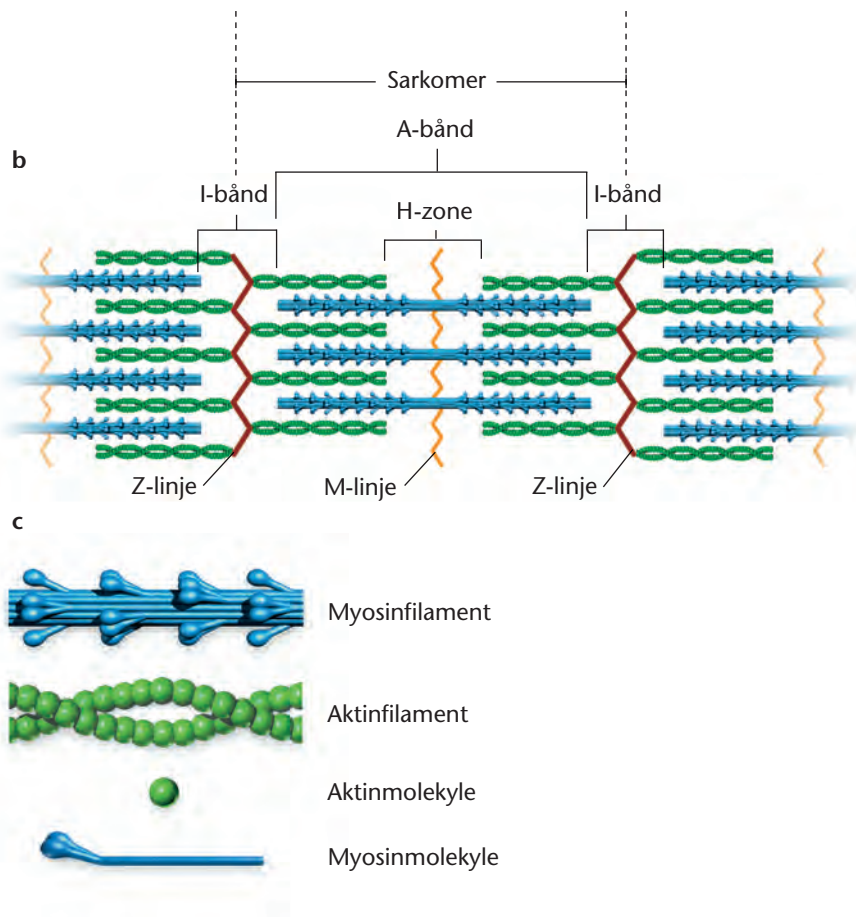 Sarkomer
A-bånd
b
I-bånd
I-bånd
H-zone
Z-linje
M-linje
Z-linje
c
Myosinfilament
Aktinfilament
Aktinmolekyle
Myosinmolekyle